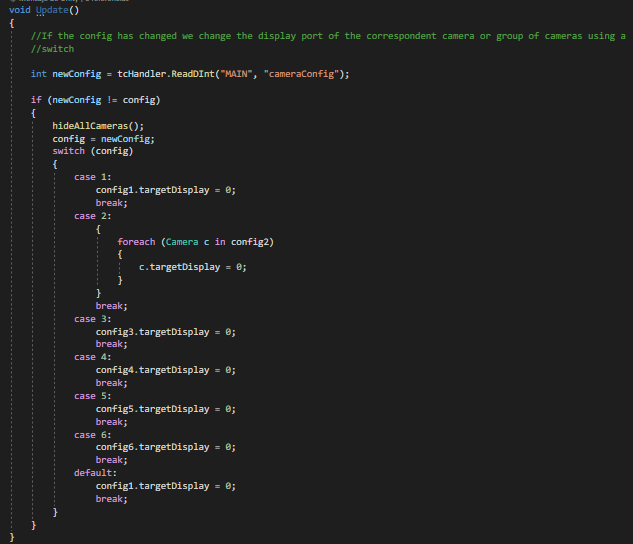 void Update()
{
//If the config has changed we change the display port of the correspondent camera or group of cameras using a
//switch
int newConfig = tcHandler.ReadDInt("MAIN", "cameraConfig");
if (newConfig != config)
{
hideAllCameras();
config = newConfig;
switch (config)
{
case 1:
config1.targetDisplay = 0;
break;
case 2:
{
foreach (Camera c in config2)
{
c.targetDisplay = 0;
}
}
break;
case 3:
config3.targetDisplay = 0;
break;
case 4:
config4.targetDisplay = 0;
break;
case 5:
config5.targetDisplay = 0;
break;
case 6:
config6.targetDisplay = 0;
break;
default:
config1.targetDisplay = 0;
break;
}
}
}